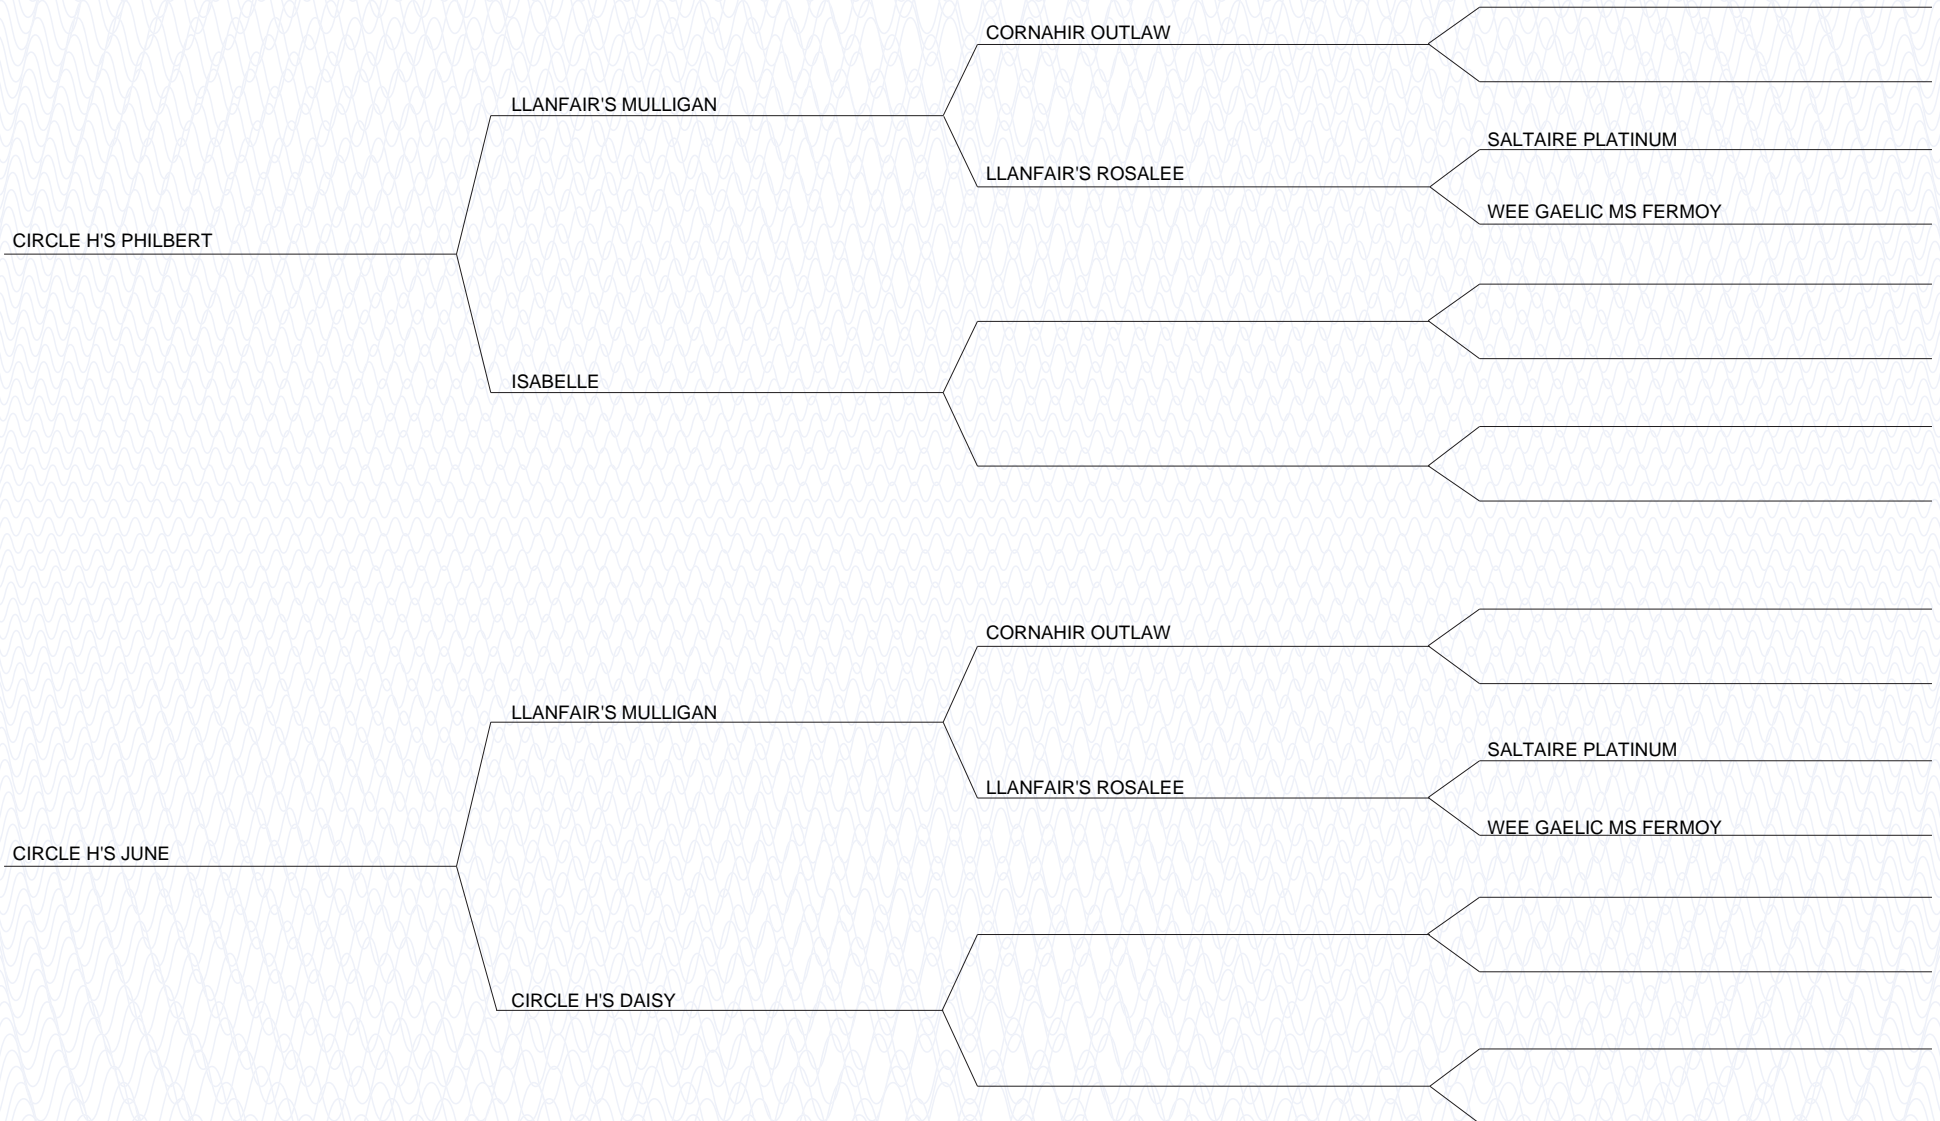 CORNAHIR OUTLAW
LLANFAIR'S MULLIGAN
SALTAIRE PLATINUM
LLANFAIR'S ROSALEE
WEE GAELIC MS FERMOY
CIRCLE H'S PHILBERT
ISABELLE
CORNAHIR OUTLAW
LLANFAIR'S MULLIGAN
SALTAIRE PLATINUM
LLANFAIR'S ROSALEE
WEE GAELIC MS FERMOY
CIRCLE H'S JUNE
CIRCLE H'S DAISY